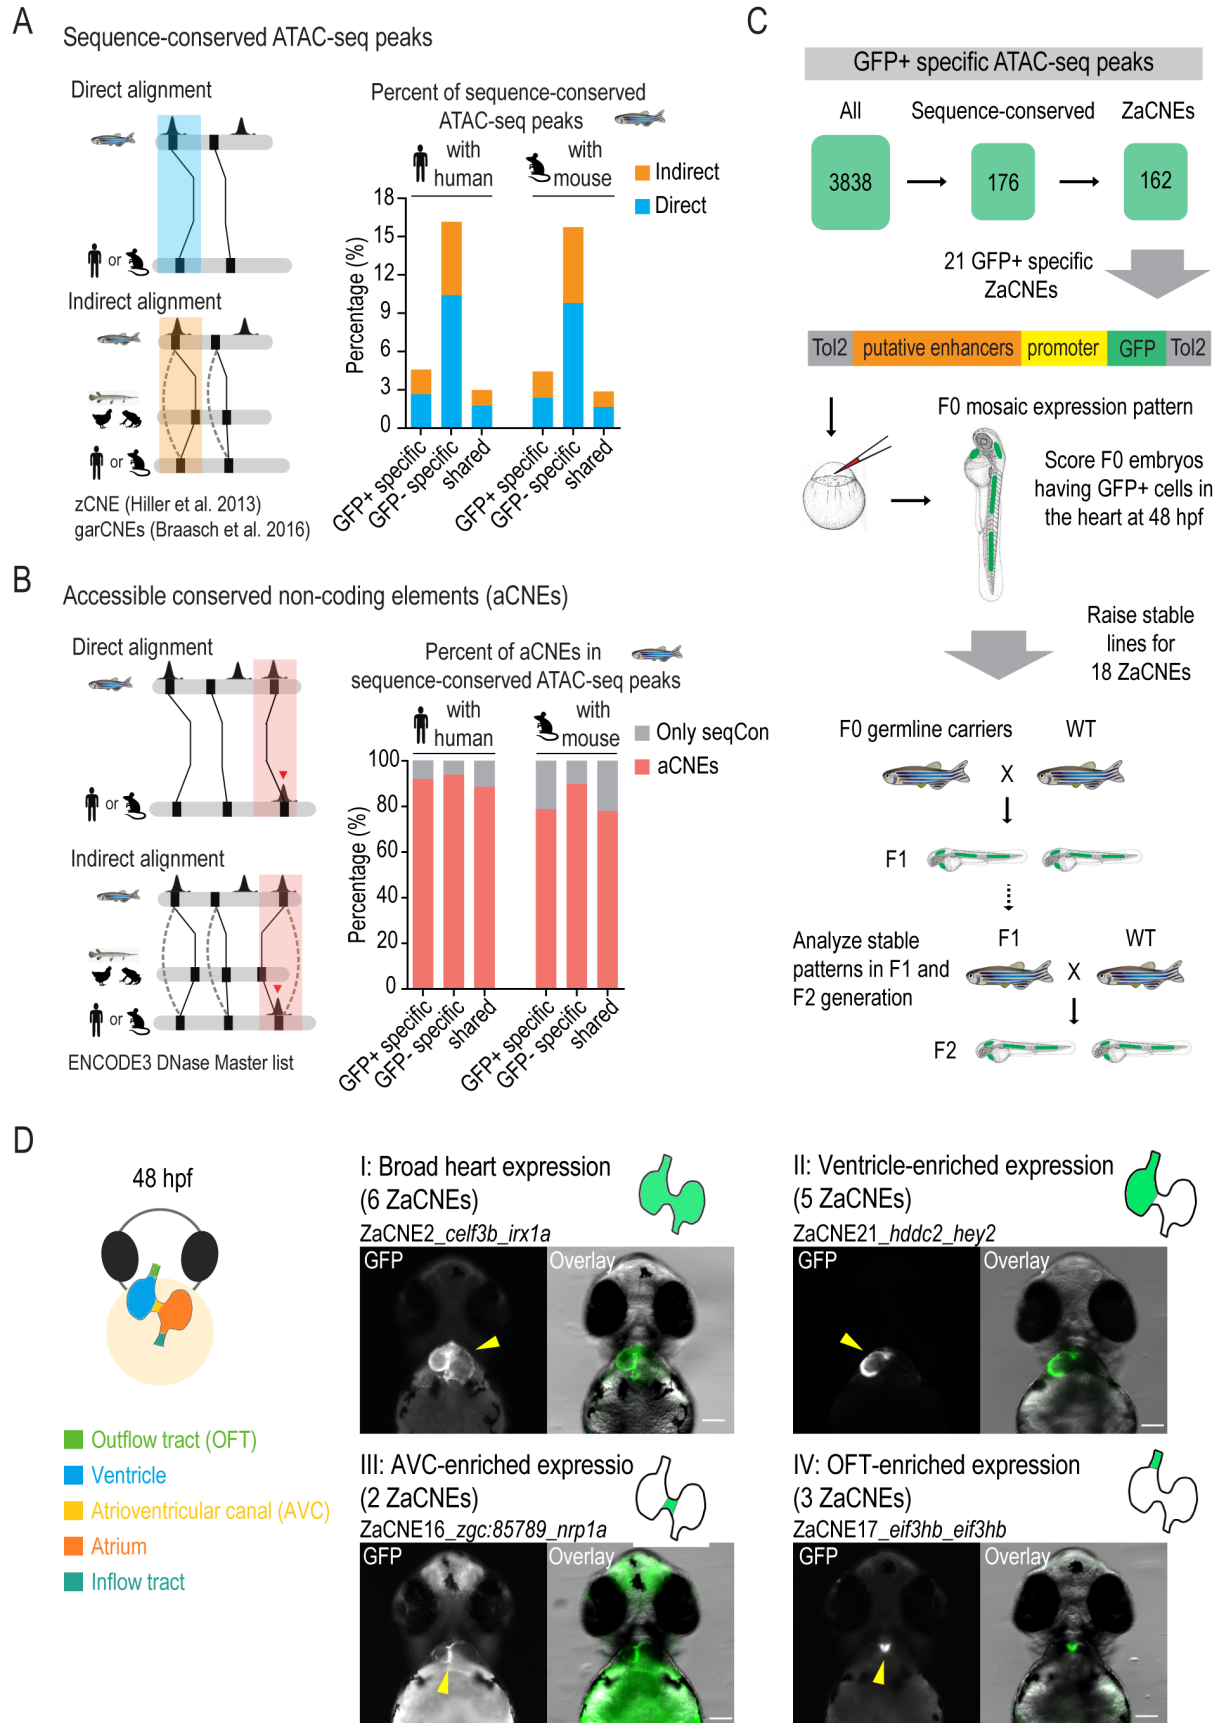 A
Sequence-conserved ATAC-seq peaks
Direct alignment
or
Indirect alignment
or
zCNE (Hiller et al. 2013)
garCNEs (Braasch et al. 2016)
Percent of sequence-conserved
ATAC-seq peaks
with
human
with
mouse
Indirect
Direct
Percentage (%)
18
15
12
9
6
3
0
GFP+ specific
GFP- specific
shared
GFP+ specific
GFP- specific
shared
B
Accessible conserved non-coding elements (aCNEs)
Direct alignment
or
Indirect alignment
or
ENCODE3 DNase Master list
Percent of aCNEs in
sequence-conserved ATAC-seq peaks
with
human
with
mouse
Only seqCon
aCNEs
Percentage (%)
100
80
60
40
20
0
GFP+ specific
GFP- specific
shared
GFP+ specific
GFP- specific
shared
C
GFP+ specific ATAC-seq peaks
All
Sequence-conserved
ZaCNEs
3838
176
162
21 GFP+ specific
ZaCNEs
Tol2
putative enhancers
promoter
GFP
Tol2
F0 mosaic expression pattern
Score F0 embryos
having GFP+ cells in
the heart at 48 hpf
Raise stable
lines for
18 ZaCNEs
F0 germline carriers
WT
X
F1
Analyze stable
patterns in F1 and
F2 generation
F1
WT
X
F2
D
48 hpf
Outflow tract (OFT)
Ventricle
Atrioventricular canal (AVC)
Atrium
Inflow tract
I: Broad heart expression
(6 ZaCNEs)
ZaCNE2_celf3b_irx1a
GFP
Overlay
II: Ventricle-enriched expression
(5 ZaCNEs)
ZaCNE21_hddc2_hey2
GFP
Overlay
III: AVC-enriched expressio
(2 ZaCNEs)
ZaCNE16_zgc:85789_nrp1a
GFP
Overlay
IV: OFT-enriched expression
(3 ZaCNEs)
ZaCNE17_eif3hb_eif3hb
GFP
Overlay